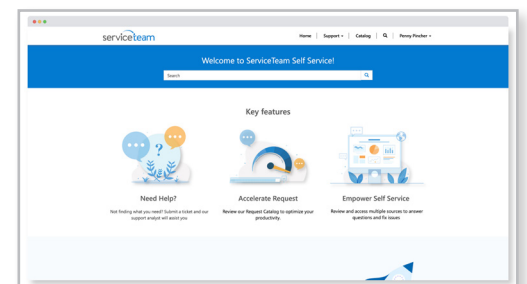 serviceteam
Home | Support | Catalog | Penny Pincher
Welcome to ServiceTeam Self Service!
Search
Key features
?
Need Help?
Accelerate Request
Empower Self Service
Not finding what you need? Submit a ticket and our
support analyst will assist you
Review our Request Catalog to optimize your
productivity.
Review and access multiple sources to answer
questions and fix issues